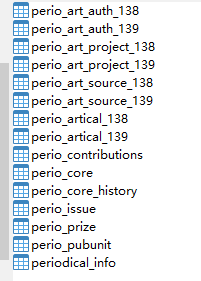 perio_art_auth_138
perio_art_auth_139
perio_art_project_138
perio_art_project_139
perio_art_source_138
perio_art_source_139
perio_artical_138
perio_artical_139
perio_contributions
perio_core
perio_core_history
perio_issue
perio_prize
perio_pubunit
periodical_info